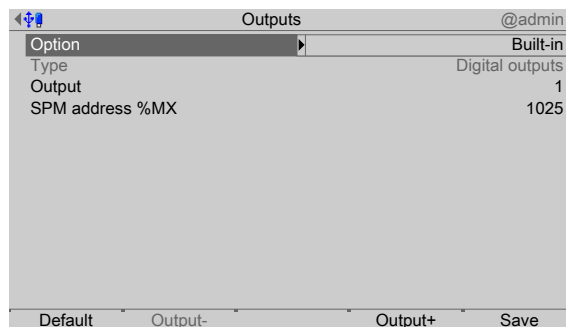 Outputs @admin
Option Built-in
Type Digital outputs
Output 1
SPM address %MX 1025
Default Output- Output+ Save